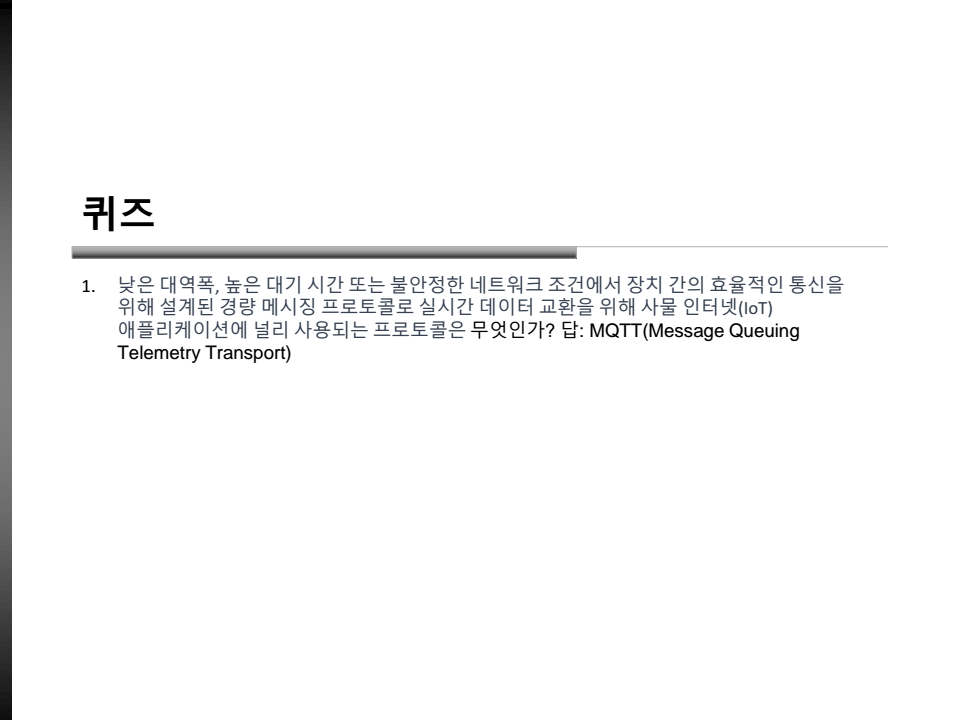 퀴즈
1. 낮은 대역폭, 높은 대기 시간 또는 불안정한 네트워크 조건에서 장치 간의 효율적인 통신을
위해 설계된 경량 메시징 프로토콜로 실시간 데이터 교환을 위해 사물 인터넷(IoT)
애플리케이션에 널리 사용되는 프로토콜은 무엇인가? 답: MQTT(Message Queuing
Telemetry Transport)